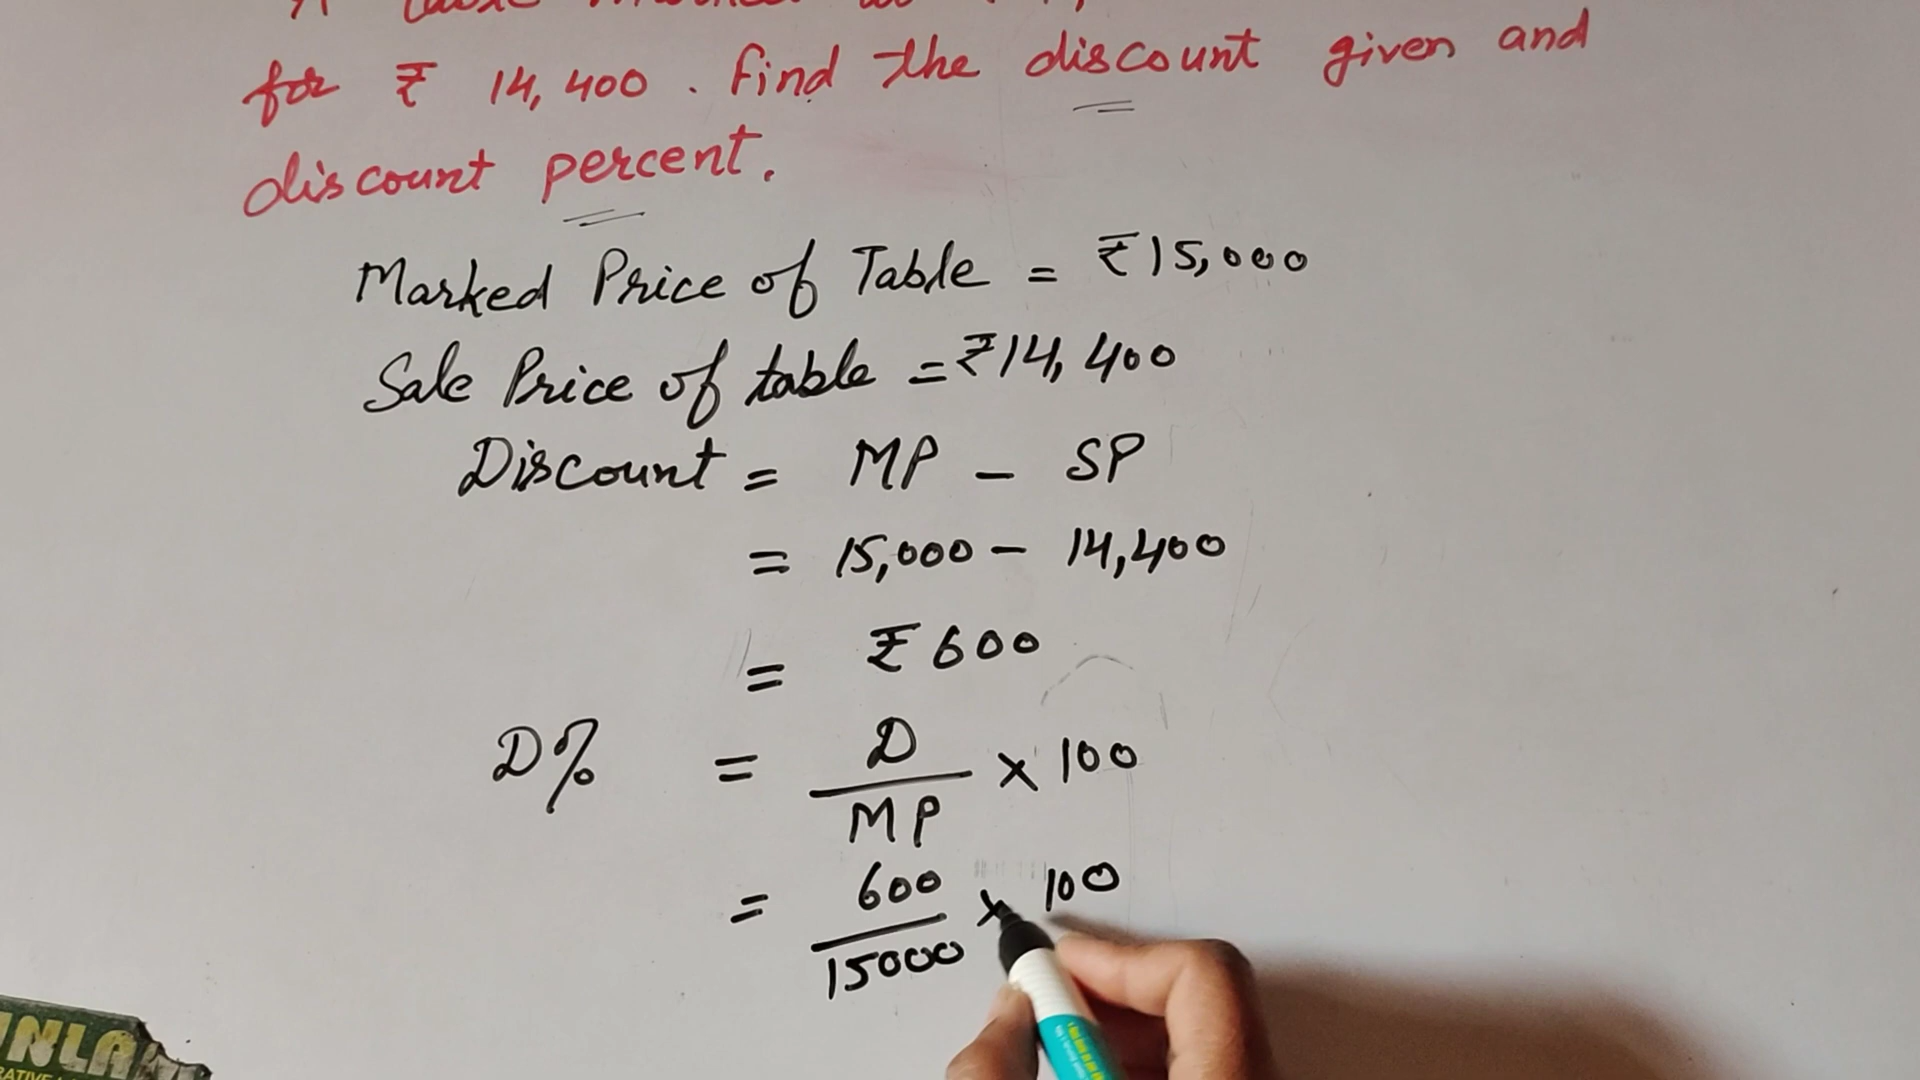 for ₹ 14,400. Find the discount given and
discount percent.
Marked Price of Table = ₹15,000
Sale Price of table = ₹14,400
Discount = MP - SP
= 15,000 - 14,400
= ₹600
D% = D/MP × 100
= 600/15000 × 100